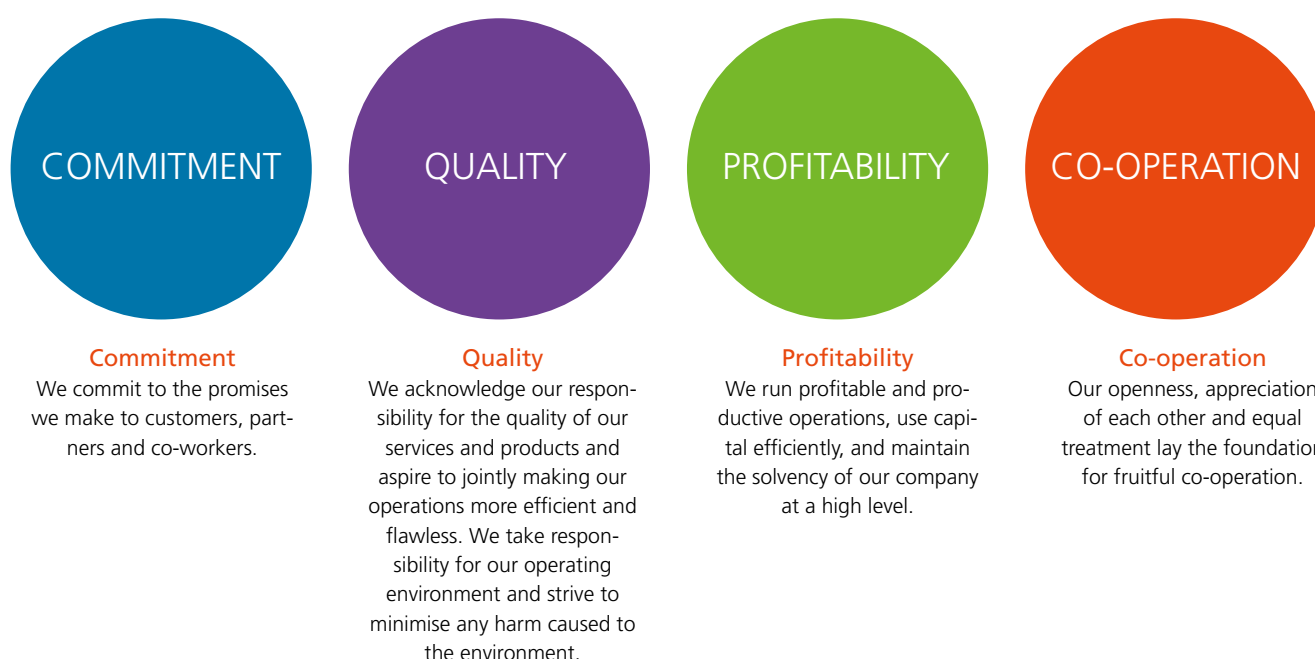 COMMITMENT
QUALITY
PROFITABILITY
CO-OPERATION
Commitment
We commit to the promises
we make to customers, part-
ners and co-workers.
Quality
We acknowledge our respon-
sibility for the quality of our
services and products and
aspire to jointly making our
operations more efficient and
flawless. We take respon-
sibility for our operating
environment and strive to
minimise any harm caused to
the environment.
Profitability
We run profitable and pro-
ductive operations, use capi-
tal efficiently, and maintain
the solvency of our company
at a high level.
Co-operation
Our openness, appreciation
of each other and equal
treatment lay the foundation
for fruitful co-operation.